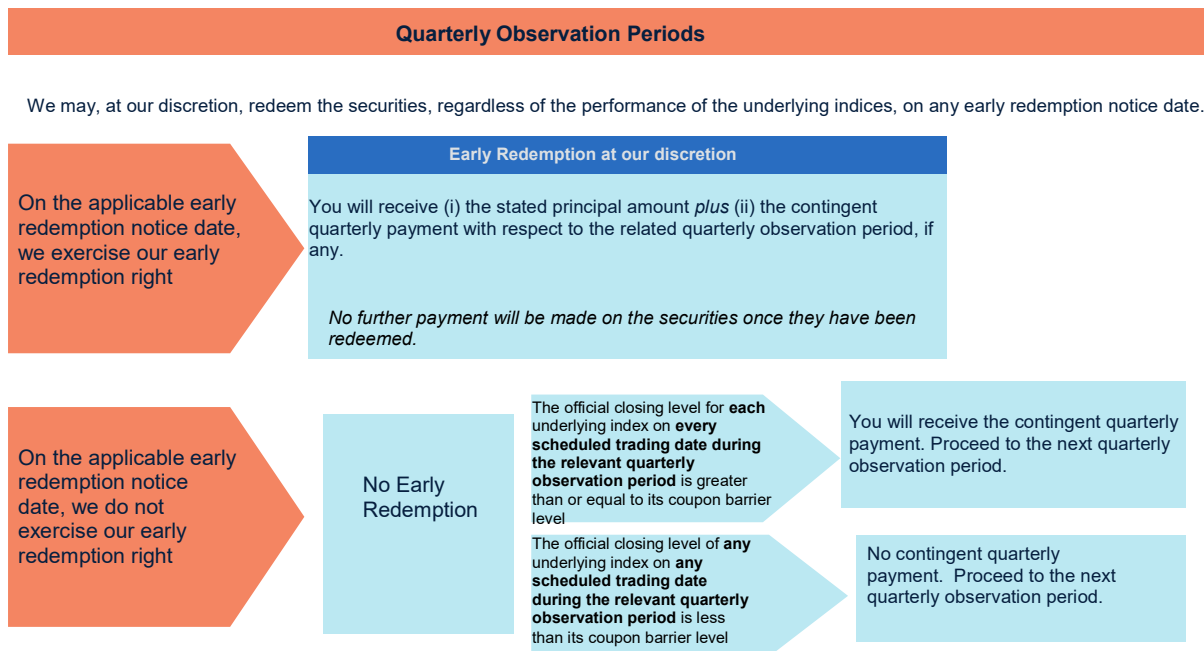 Quarterly Observation Periods
We may, at our discretion, redeem the securities, regardless of the performance of the underlying indices, on any early redemption notice date.
On the applicable early
redemption notice date,
we exercise our early
redemption right
Early Redemption at our discretion
You will receive (i) the stated principal amount plus (ii) the contingent
quarterly payment with respect to the related quarterly observation period, if
any.
No further payment will be made on the securities once they have been
redeemed.
On the applicable early
redemption notice
date, we do not
exercise our early
redemption right
No Early
Redemption
The official closing level for each
underlying index on every
scheduled trading date during
the relevant quarterly
observation period is greater
than or equal to its coupon barrier
level
You will receive the contingent quarterly
payment. Proceed to the next quarterly
observation period.
The official closing level of any
underlying index on any
scheduled trading date
during the relevant quarterly
observation period is less
than its coupon barrier level
No contingent quarterly
payment.  Proceed to the next
quarterly observation period.